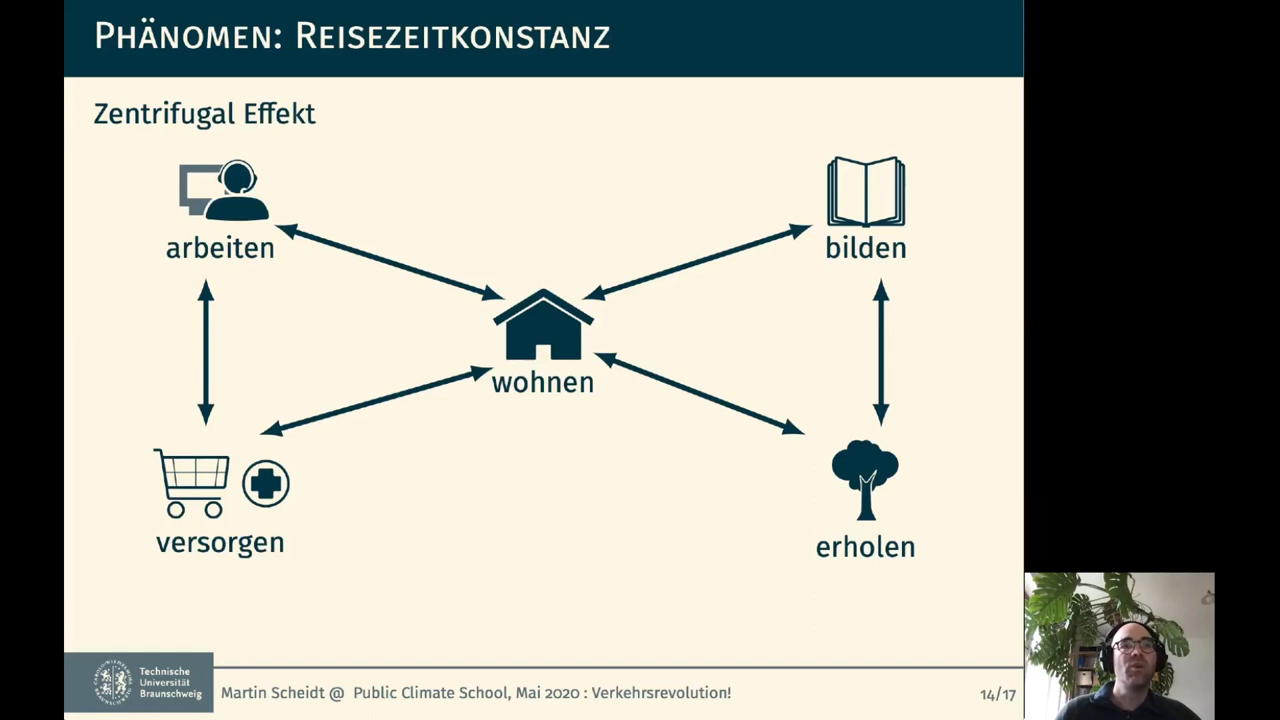 Phänomen: Reisezeitkonstanz
Zentrifugal Effekt
arbeiten
bilden
wohnen
versorgen
erholen
Technische
Universität
Braunschweig
Martin Scheidt @ Public Climate School, Mai 2020 : Verkehrsrevolution!
14/17